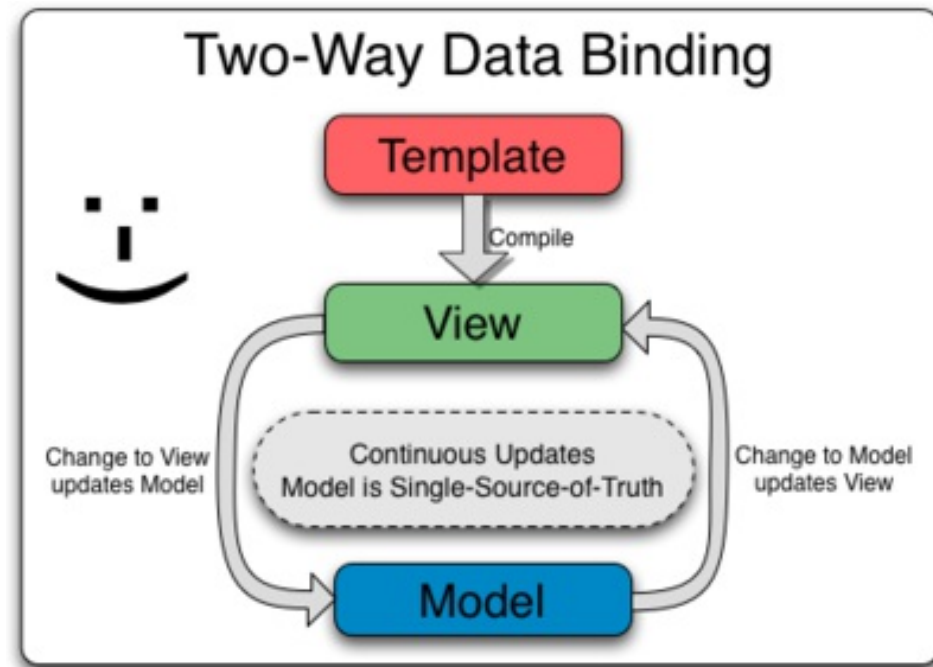 Two-Way Data Binding
Template
Compile
View
Change to View
updates Model
Continuous Updates
Model is Single-Source-of-Truth
Change to Model
updates View
Model